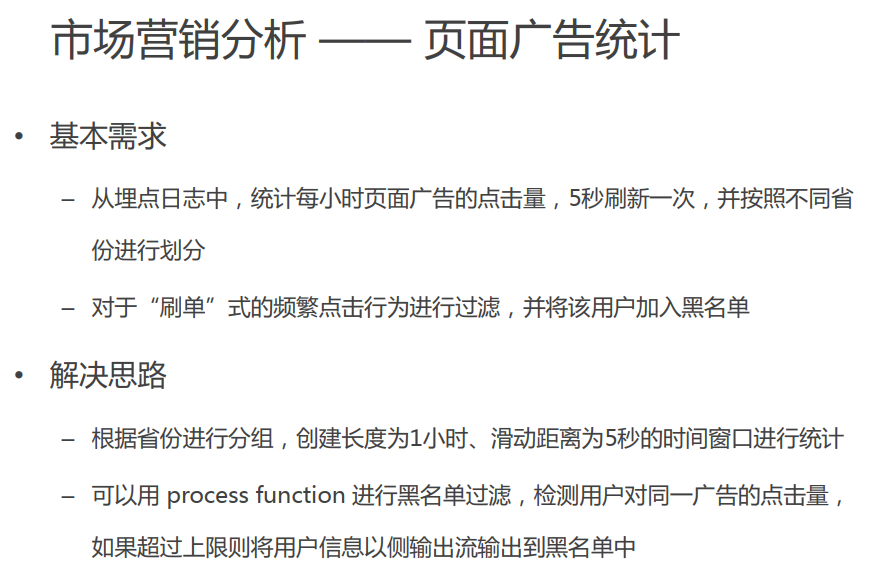 市场营销分析 —— 页面广告统计
• 基本需求
– 从埋点日志中，统计每小时页面广告的点击量，5秒刷新一次，并按照不同省
份进行划分
– 对于“刷单”式的频繁点击行为进行过滤，并将该用户加入黑名单
• 解决思路
– 根据省份进行分组，创建长度为1小时、滑动距离为5秒的时间窗口进行统计
– 可以用 process function 进行黑名单过滤，检测用户对同一广告的点击量，
如果超过上限则将用户信息以侧输出流输出到黑名单中